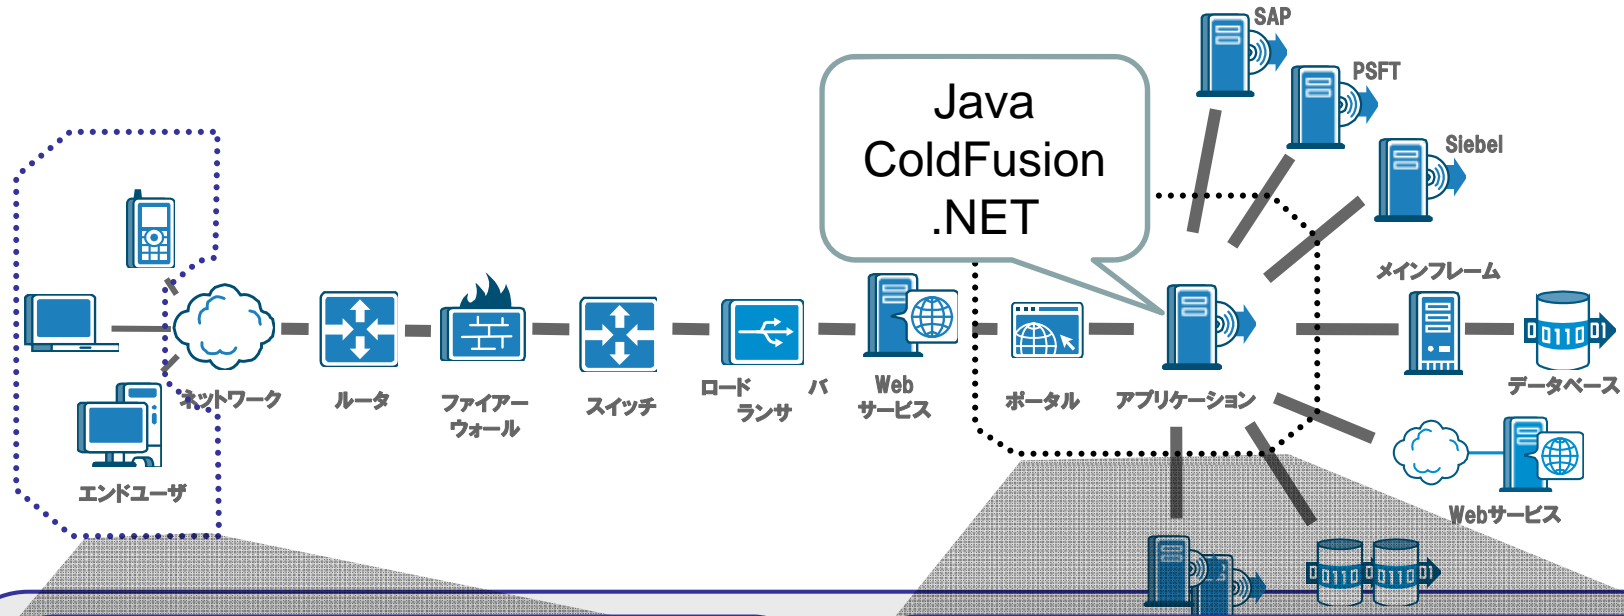 SAP
PSFT
Siebel
Java
ColdFusion
.NET
メインフレーム
データベース
ネットワーク
ルータ
ファイアー
ウォール
スイッチ
ロード バ
ランサ
Web
サービス
ポータル
アプリケーション
エンドユーザ
Webサービス